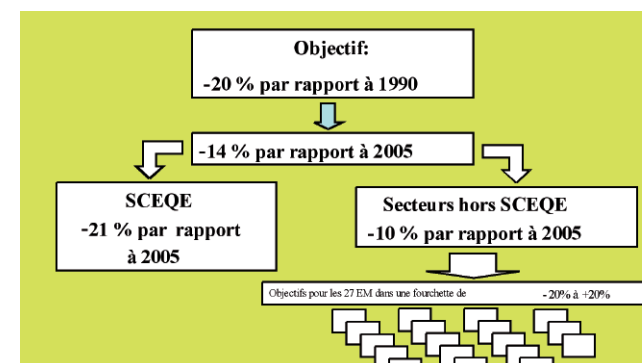 Objectif:
-20 % par rapport à 1990
-14 % par rapport à 2005
SCEQE
-21 % par rapport
à 2005
Secteurs hors SCEQE
-10 % par rapport à 2005
Objectifs pour les 27 EM dans une fourchette de -20% à +20%